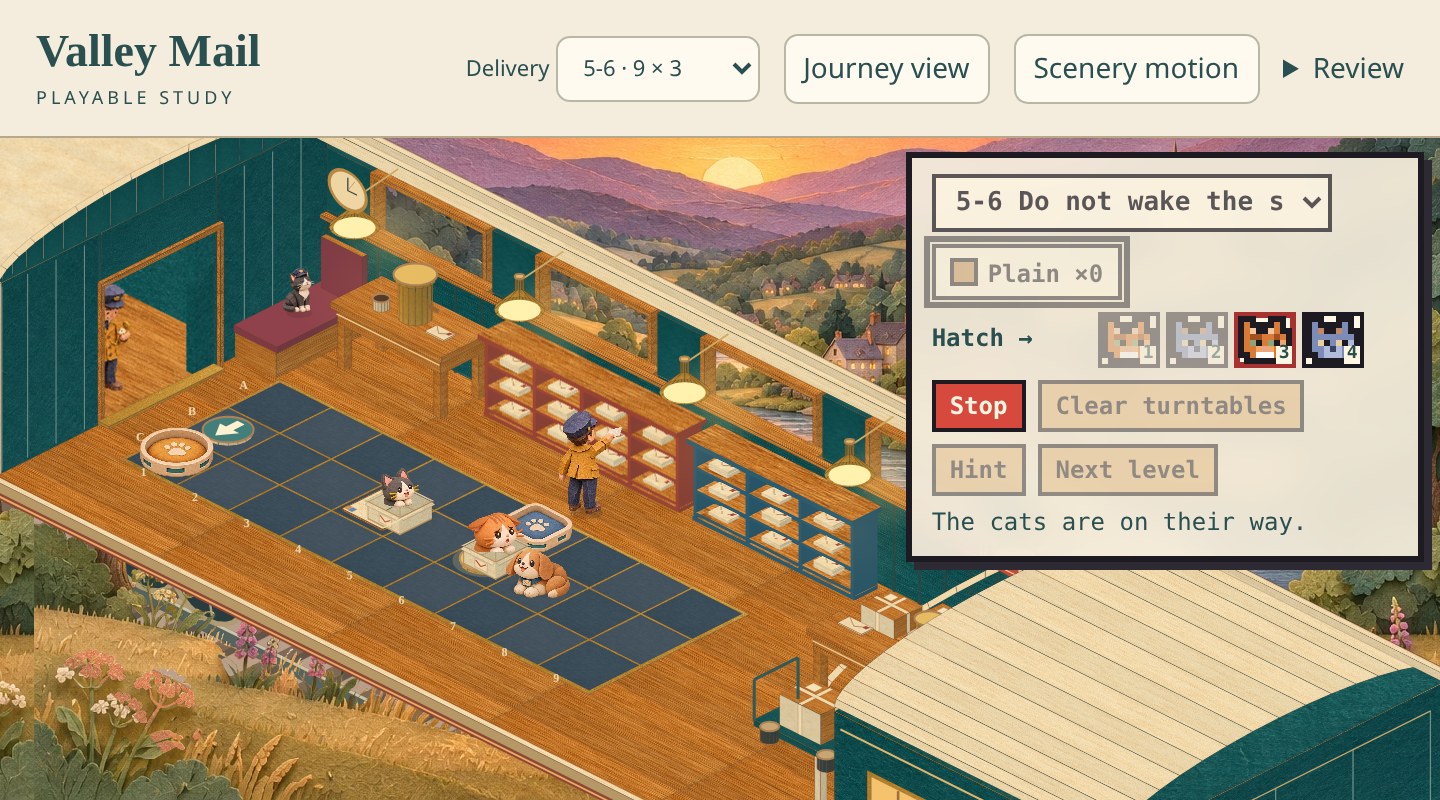 Valley Mail
PLAYABLE STUDY
Delivery
5-6 · 9 × 3
Journey view
Scenery motion
▶ Review
5-6 Do not wake the s
Plain ×0
Hatch →
1 2 3 4
Stop
Clear turntables
Hint
Next level
The cats are on their way.
A
B
C
1
2
3
4
5
6
7
8
9